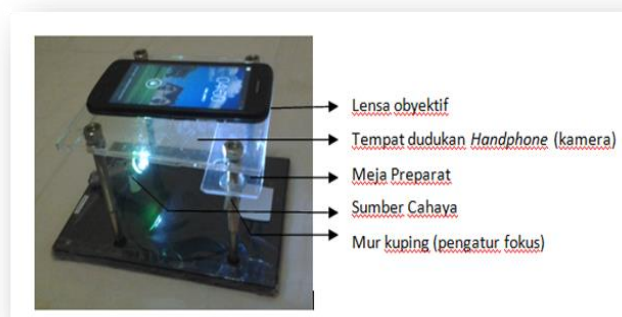 Lensa obyektif
Tempat dudukan Handphone (kamera)
Meja Preparat
Sumber Cahaya
Mur kuping (pengatur fokus)